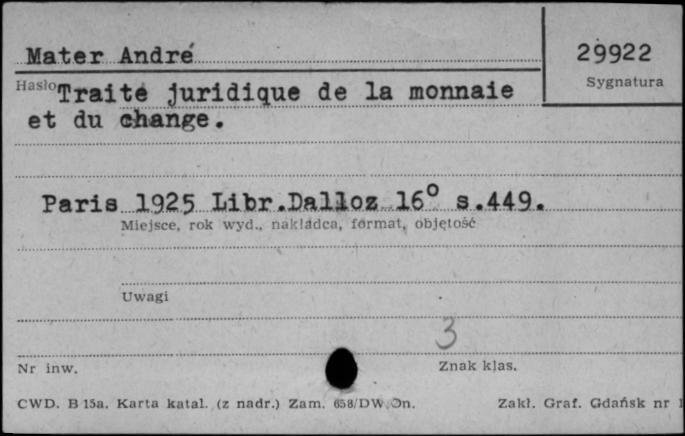 Mater André
29922
Sygnatura
Hasło Traité juridique de la monnaie
et du change.
Paris 1925 Libr.Dalloz 16° s.449.
Miejsce, rok wyd., nakładca, format, objętość
Uwagi
3
Nr inw.
Znak klas.
CWD. B 15a. Karta katal. (z nadr.) Zam. 658/DW. Zakł. Graf. Gdańsk nr 1